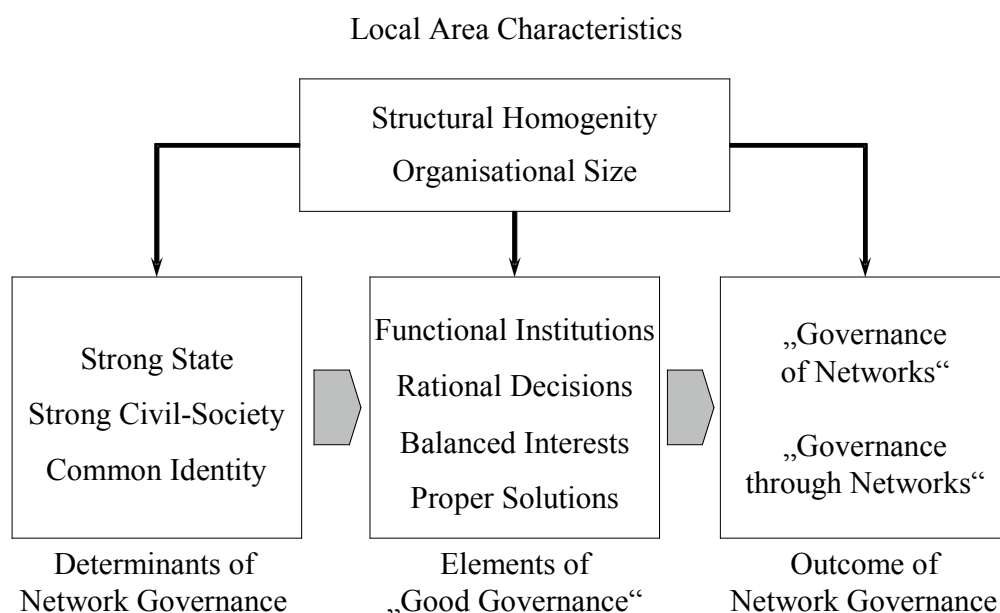 Local Area Characteristics
Structural Homogenity
Organisational Size
Strong State
Strong Civil-Society
Common Identity
Functional Institutions
Rational Decisions
Balanced Interests
Proper Solutions
„Governance
of Networks“
„Governance
through Networks“
Determinants of
Network Governance
Elements of
„Good Governance“
Outcome of
Network Governance